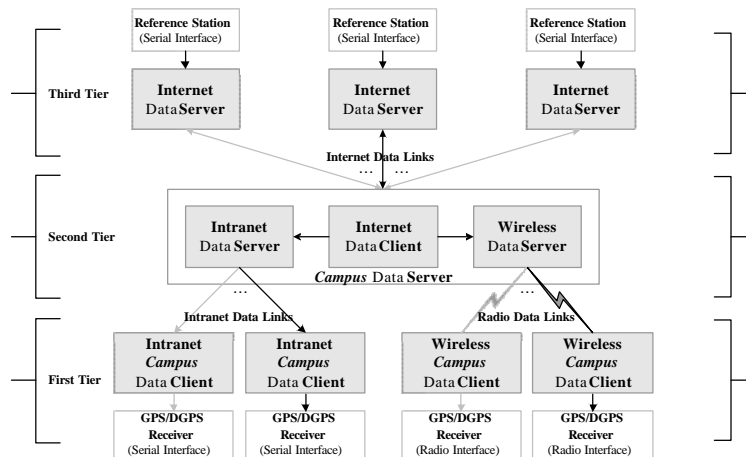 Reference Station
(Serial Interface)
Reference Station
(Serial Interface)
Reference Station
(Serial Interface)
Third Tier
Internet
Data Server
Internet
Data Server
Internet
Data Server
Internet Data Links
... ...
Second Tier
Intranet
Data Server
Internet
Data Client
Wireless
Data Server
Campus Data Server
...
...
Intranet Data Links
Radio Data Links
First Tier
Intranet
Campus
Data Client
Intranet
Campus
Data Client
Wireless
Campus
Data Client
Wireless
Campus
Data Client
GPS/DGPS
Receiver
(Serial Interface)
GPS/DGPS
Receiver
(Serial Interface)
GPS/DGPS
Receiver
(Radio Interface)
GPS/DGPS
Receiver
(Radio Interface)